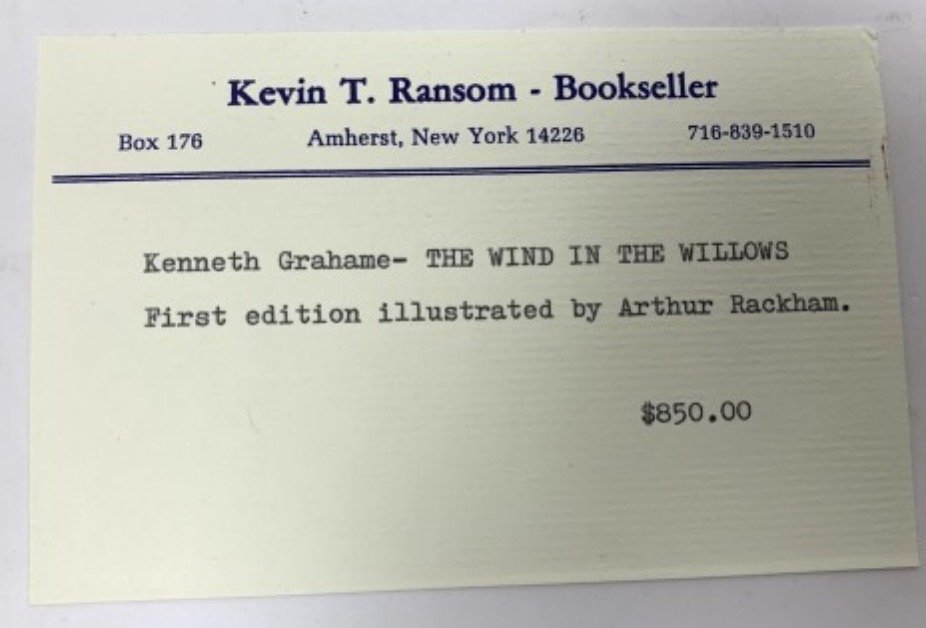 Kevin T. Ransom - Bookseller
Box 176 Amherst, New York 14226 716-839-1510
Kenneth Grahame- THE WIND IN THE WILLOWS
First edition illustrated by Arthur Rackham.
$850.00